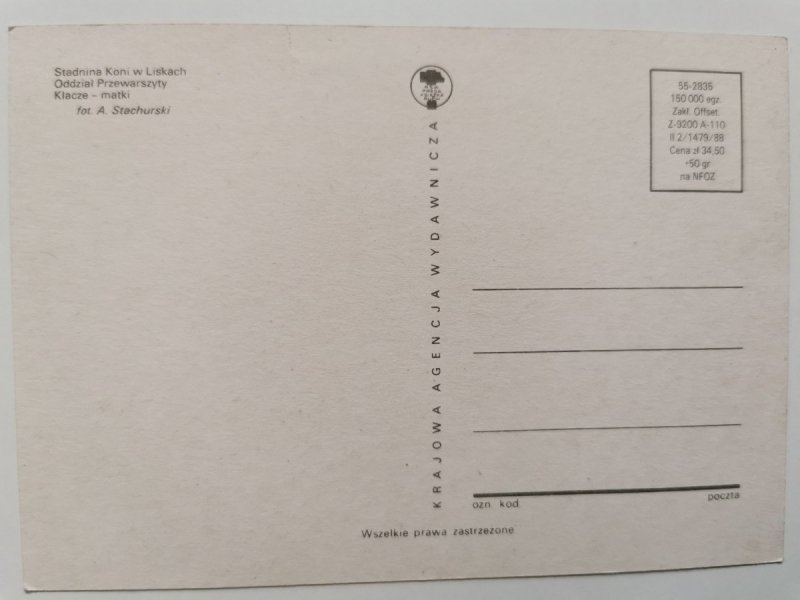 Stadnina Koni w Liskach
Oddział Przewarszyty
Klacze – matki
fot. A. Stachurski
KRAJOWA AGENCJA WYDAWNICZA
55-2835
150 000 egz.
Zakł. Offset.
Z-9200 A-110
II 2/1479/88
Cena zł 34,50
+50 gr
na NFOZ
ozn. kod.
poczta
Wszelkie prawa zastrzeżone